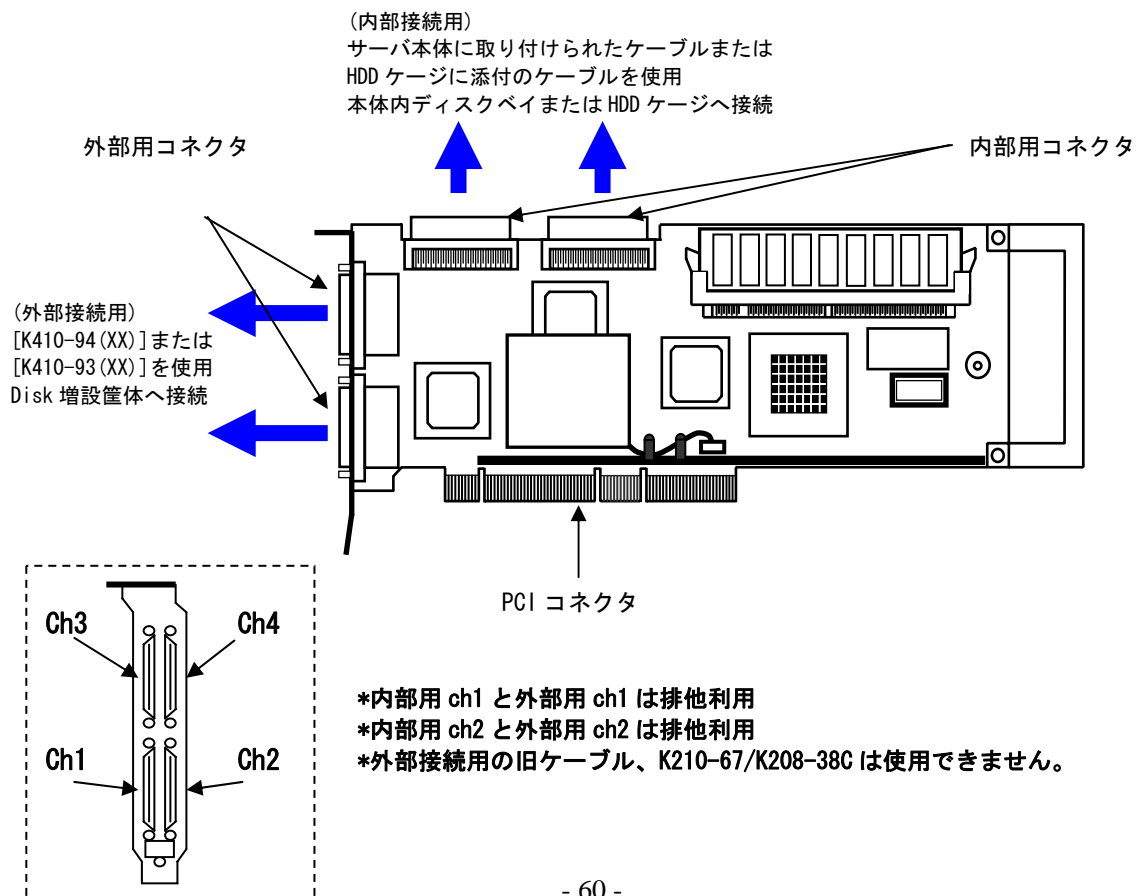 (内部接続用)
サーバ本体に取り付けられたケーブルまたは
HDD ケージに添付のケーブルを使用
本体内ディスクベイまたは HDD ケージへ接続
外部用コネクタ
内部用コネクタ
(外部接続用)
[K410-94(XX)]または
[K410-93(XX)]を使用
Disk 増設筐体へ接続
PCI コネクタ
Ch3
Ch4
Ch1
Ch2
*内部用 ch1 と外部用 ch1 は排他利用
*内部用 ch2 と外部用 ch2 は排他利用
*外部接続用の旧ケーブル、K210-67/K208-38C は使用できません。
- 60 -